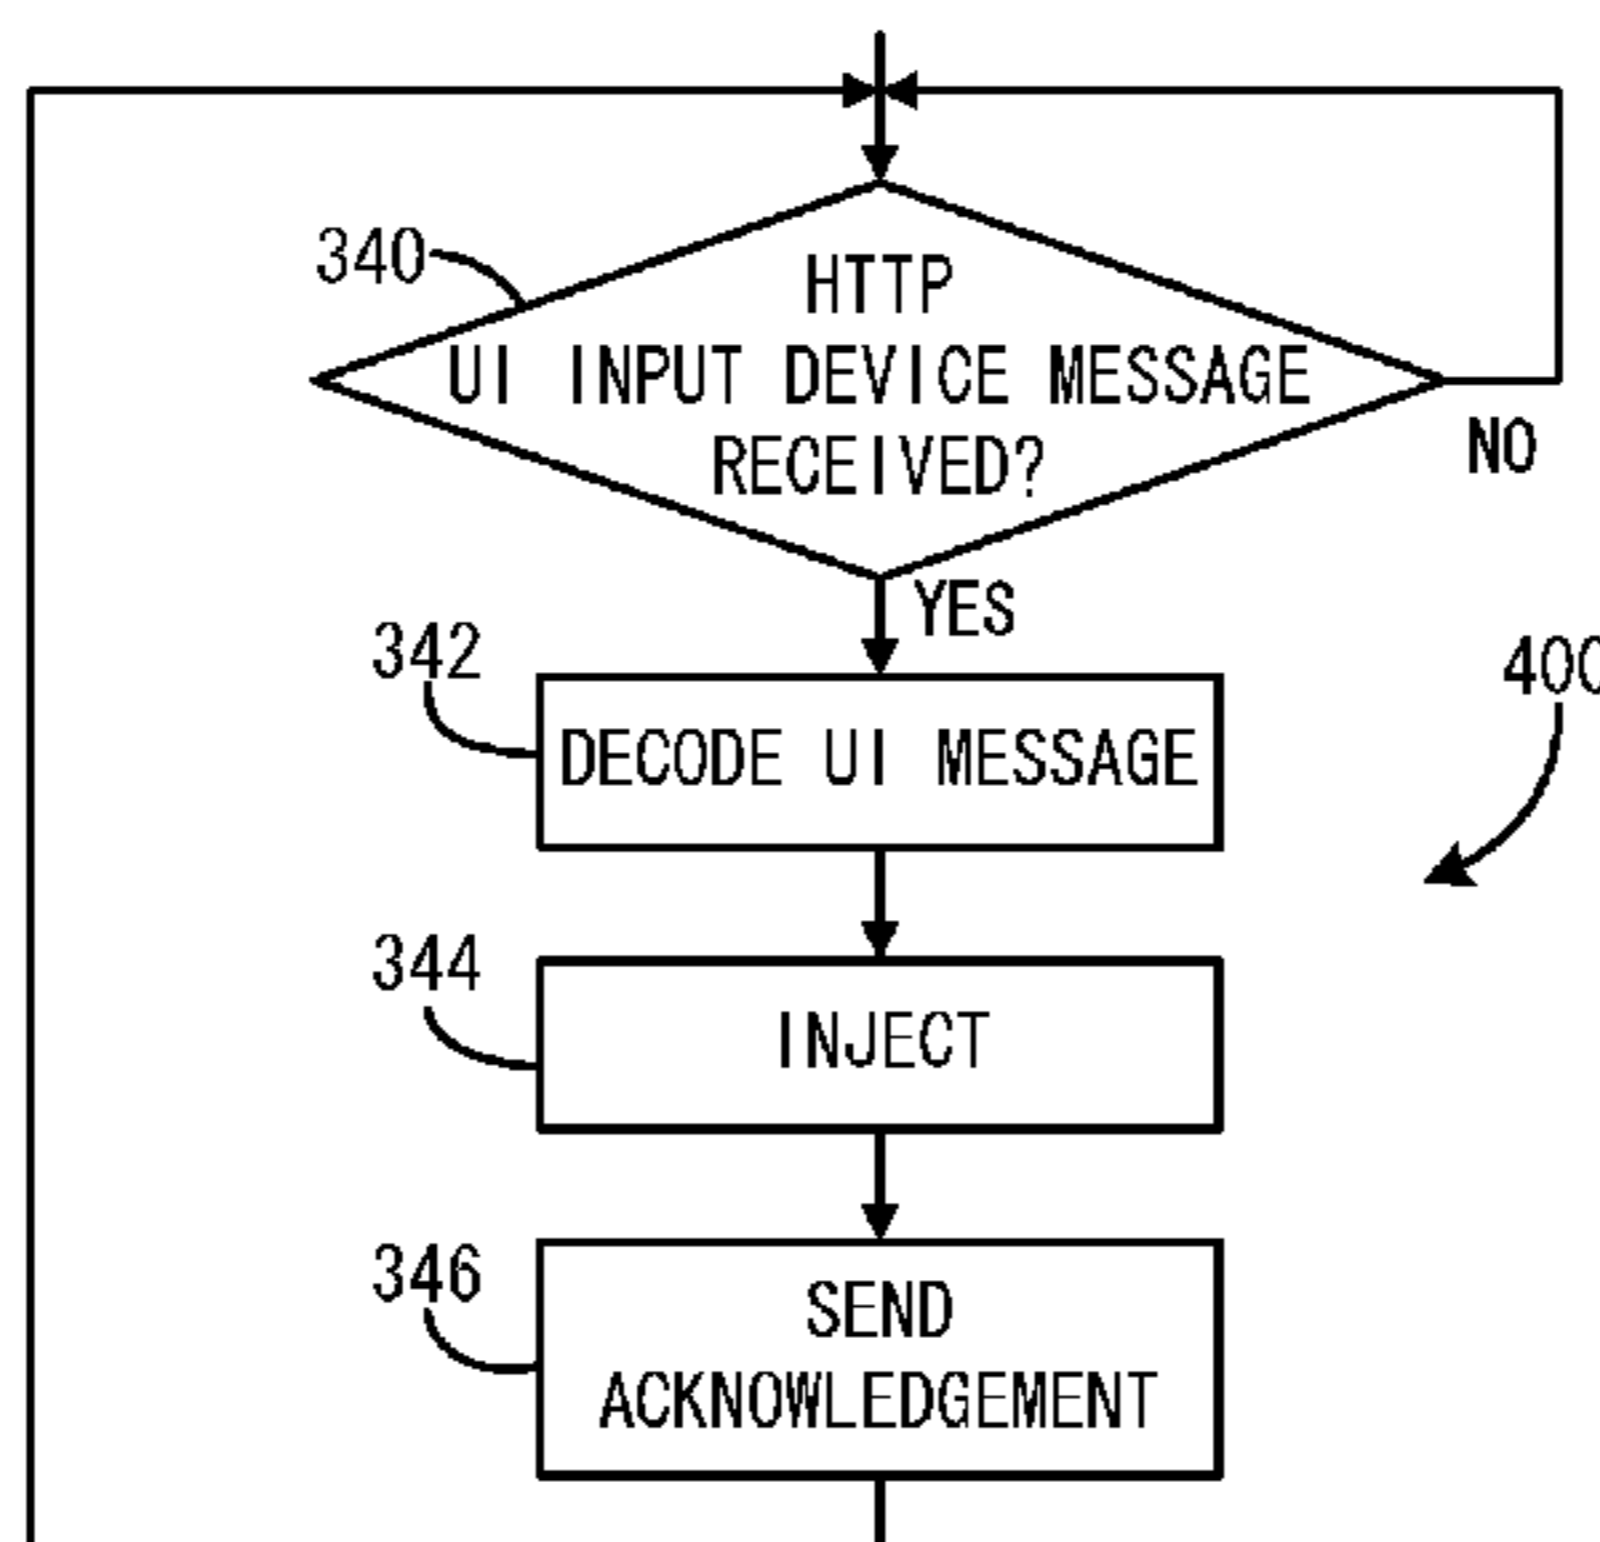 340
HTTP
UI INPUT DEVICE MESSAGE
RECEIVED?
NO
YES
342
DECODE UI MESSAGE
400
344
INJECT
346
SEND
ACKNOWLEDGEMENT